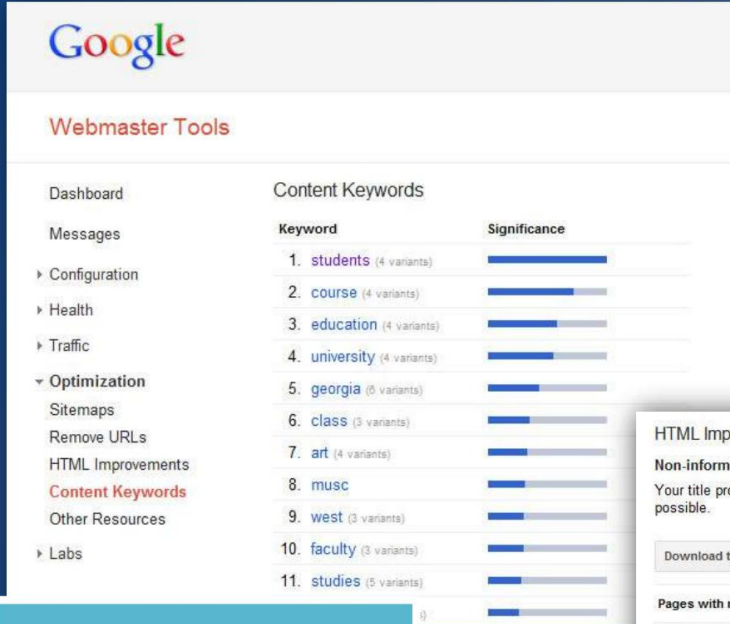 Google
Webmaster Tools
Dashboard
Messages
Configuration
Health
Traffic
Optimization
Sitemaps
Remove URLs
HTML Improvements
Content Keywords
Other Resources
Labs
Content Keywords
Keyword Significance
1. students (4 variants)
2. course (4 variants)
3. education (4 variants)
4. university (4 variants)
5. georgia (6 variants)
6. class (3 variants)
7. art (4 variants)
8. musc
9. west (3 variants)
10. faculty (3 variants)
11. studies (5 variants)
HTML Imp
Non-inform
Your title pro
possible.
Download t
Pages with